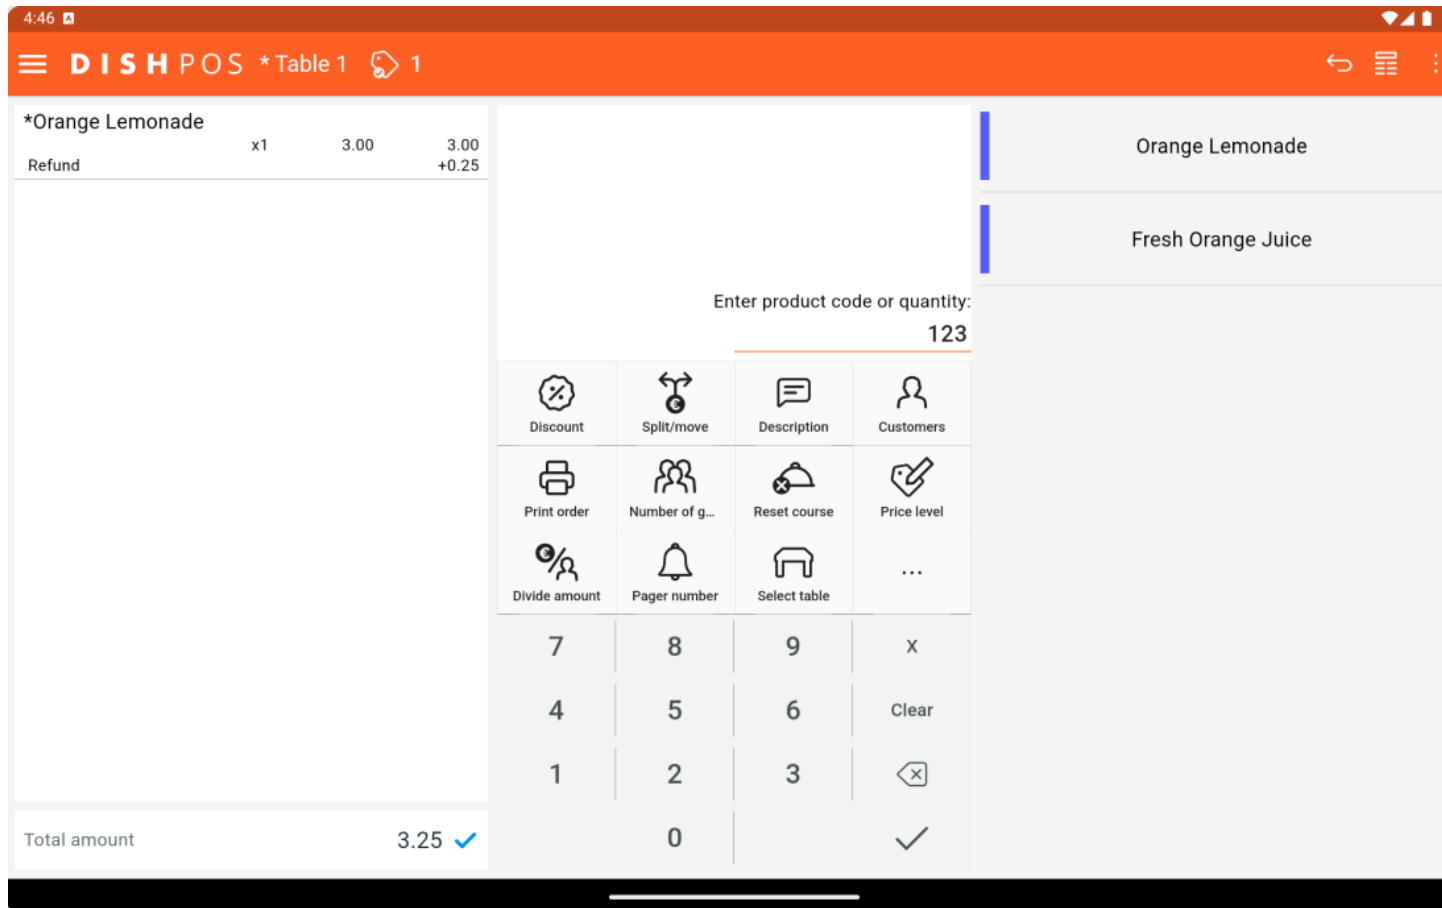 4:46 A
DISH POS * Table 1 1
*Orange Lemonade
x1 3.00 3.00
Refund +0.25
Orange Lemonade
Fresh Orange Juice
Enter product code or quantity:
123
Discount Split/move Description Customers
Print order Number of g... Reset course Price level
Divide amount Pager number Select table ...
7 8 9 x
4 5 6 Clear
1 2 3
0
Total amount 3.25